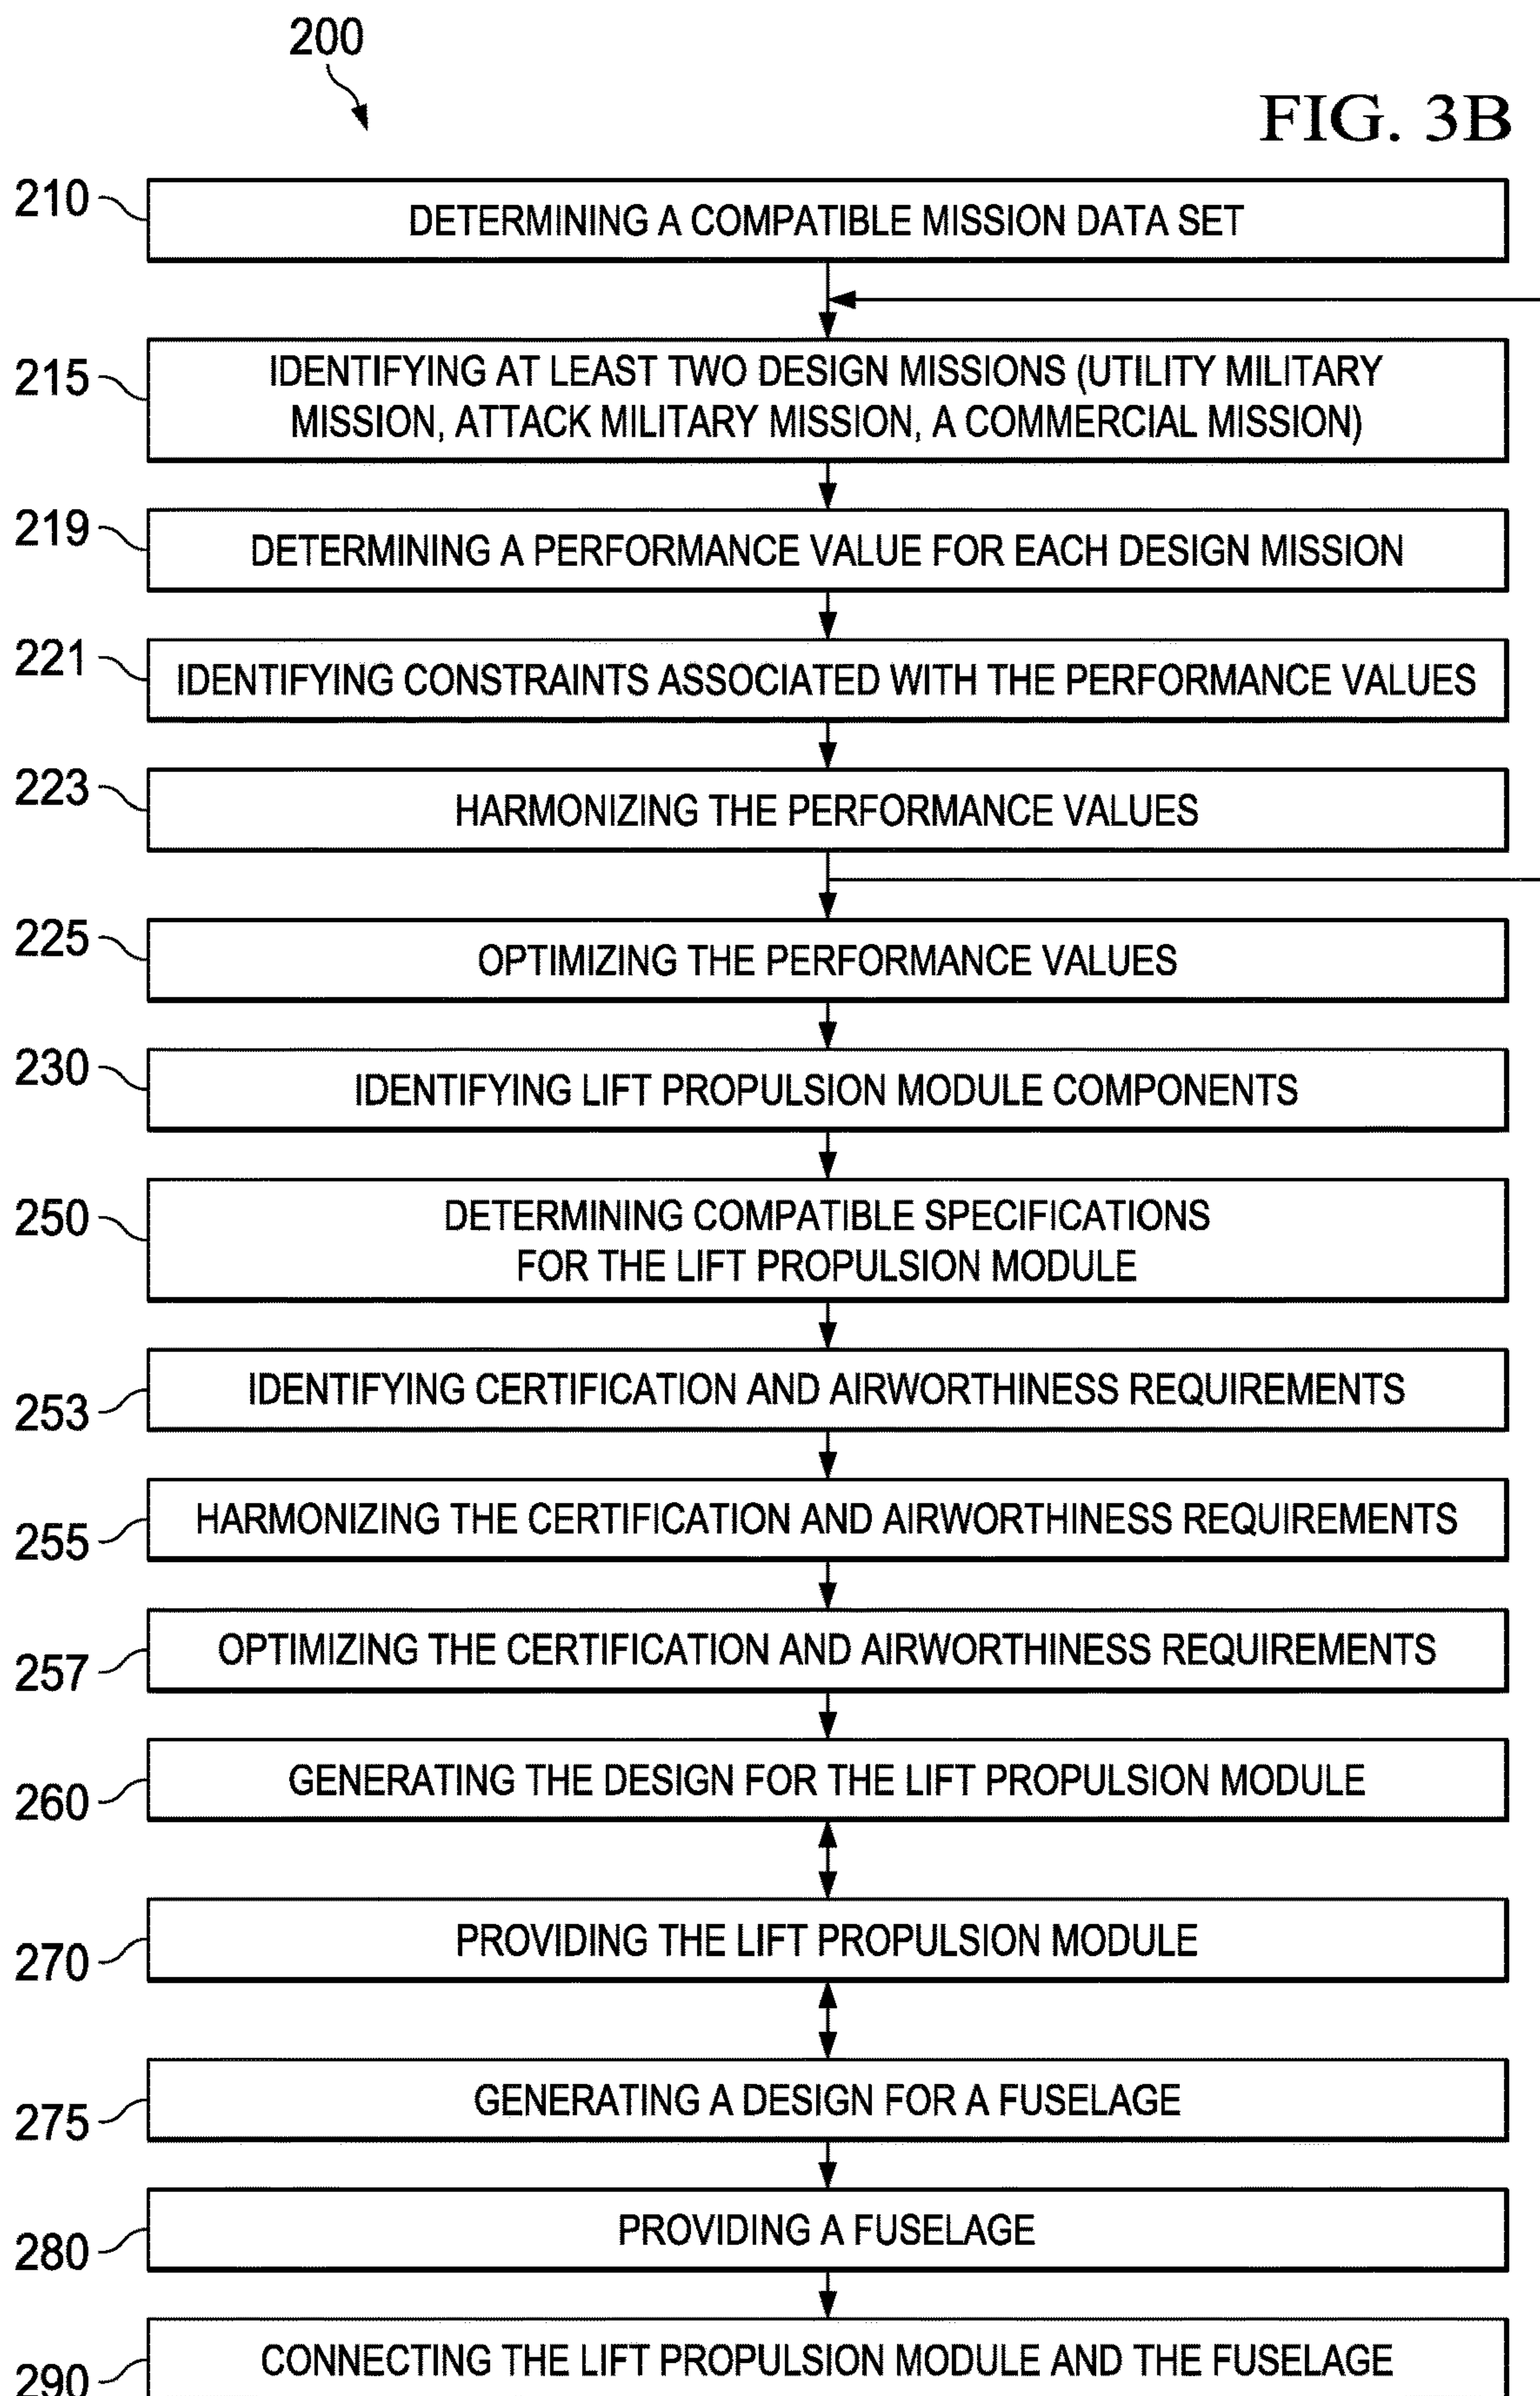 200
FIG. 3B
210
DETERMINING A COMPATIBLE MISSION DATA SET
215
IDENTIFYING AT LEAST TWO DESIGN MISSIONS (UTILITY MILITARY
MISSION, ATTACK MILITARY MISSION, A COMMERCIAL MISSION)
219
DETERMINING A PERFORMANCE VALUE FOR EACH DESIGN MISSION
221
IDENTIFYING CONSTRAINTS ASSOCIATED WITH THE PERFORMANCE VALUES
223
HARMONIZING THE PERFORMANCE VALUES
225
OPTIMIZING THE PERFORMANCE VALUES
230
IDENTIFYING LIFT PROPULSION MODULE COMPONENTS
250
DETERMINING COMPATIBLE SPECIFICATIONS
FOR THE LIFT PROPULSION MODULE
253
IDENTIFYING CERTIFICATION AND AIRWORTHINESS REQUIREMENTS
255
HARMONIZING THE CERTIFICATION AND AIRWORTHINESS REQUIREMENTS
257
OPTIMIZING THE CERTIFICATION AND AIRWORTHINESS REQUIREMENTS
260
GENERATING THE DESIGN FOR THE LIFT PROPULSION MODULE
270
PROVIDING THE LIFT PROPULSION MODULE
275
GENERATING A DESIGN FOR A FUSELAGE
280
PROVIDING A FUSELAGE
290
CONNECTING THE LIFT PROPULSION MODULE AND THE FUSELAGE